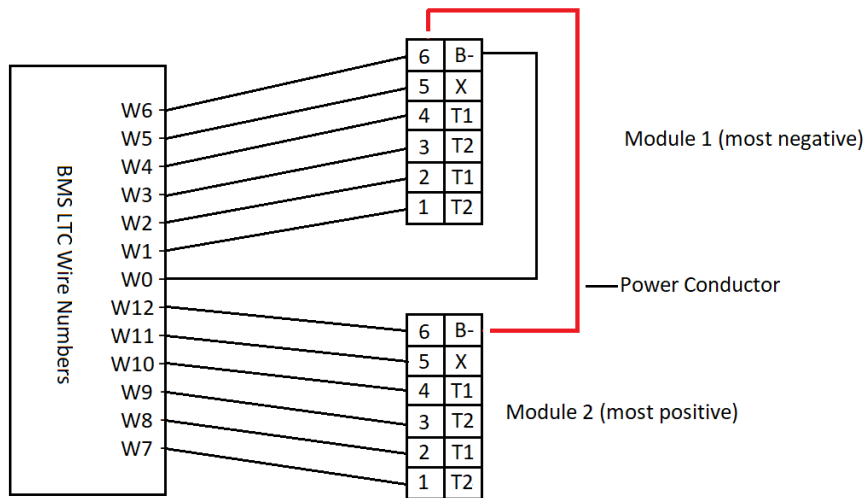 BMS LTC Wire Numbers
W6
W5
W4
W3
W2
W1
W0
W12
W11
W10
W9
W8
W7
6 B-
5 X
4 T1
3 T2
2 T1
1 T2
Module 1 (most negative)
Power Conductor
6 B-
5 X
4 T1
3 T2
2 T1
1 T2
Module 2 (most positive)